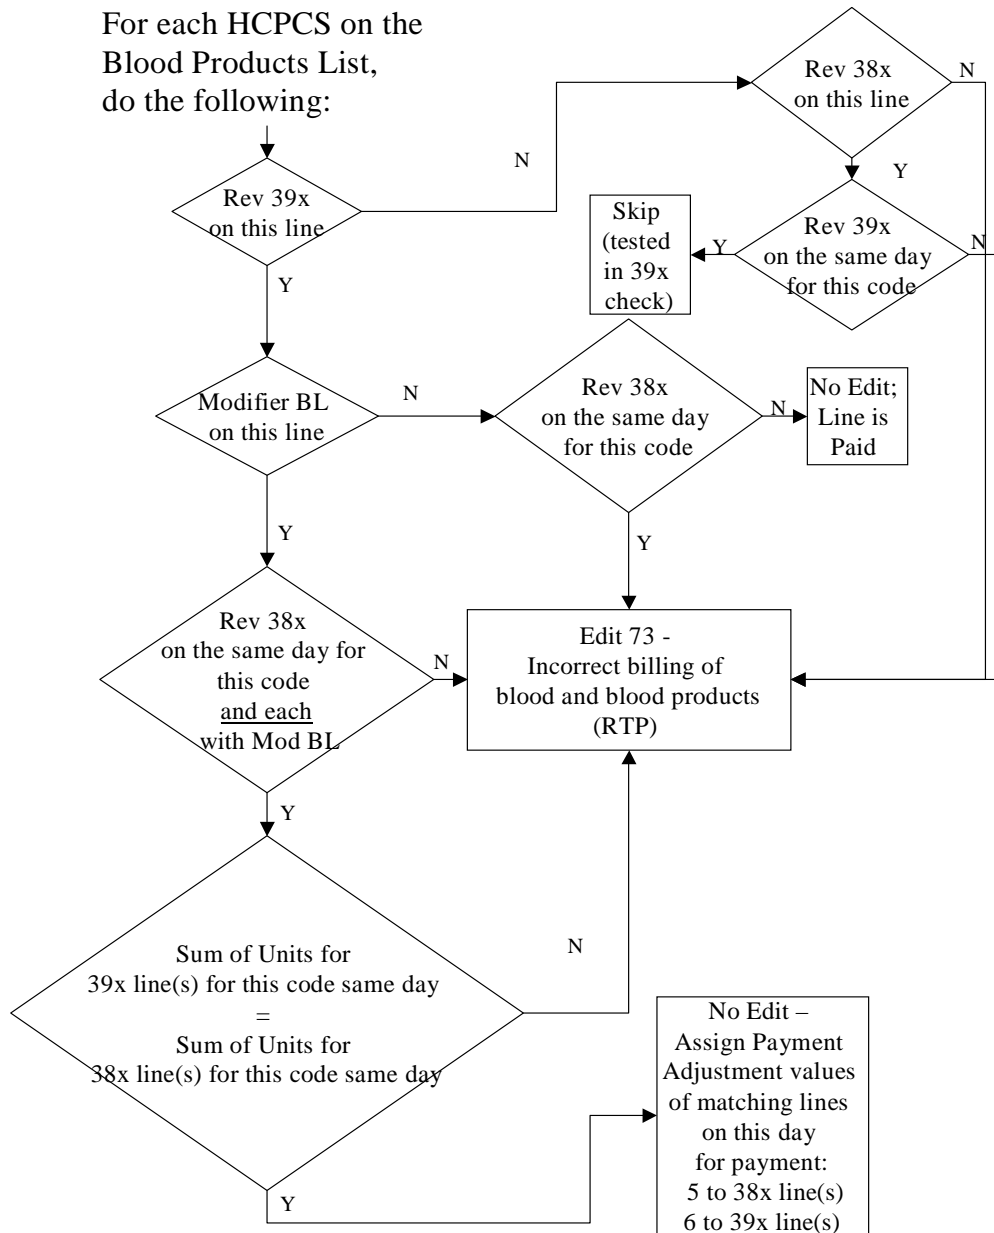 For each HCPCS on the
Blood Products List,
do the following:
Rev 38x
on this line
N
N
Y
Rev 39x
on this line
Skip
(tested
in 39x
check)
Y
Rev 39x
on the same day
for this code
N
Y
Modifier BL
on this line
N
Rev 38x
on the same day
for this code
N
No Edit;
Line is
Paid
Y
Y
Rev 38x
on the same day for
this code
and each
with Mod BL
N
Edit 73 -
Incorrect billing of
blood and blood products
(RTP)
Y
Sum of Units for
39x line(s) for this code same day
=
Sum of Units for
38x line(s) for this code same day
N
No Edit –
Assign Payment
Adjustment values
of matching lines
on this day
for payment:
5 to 38x line(s)
6 to 39x line(s)
Y